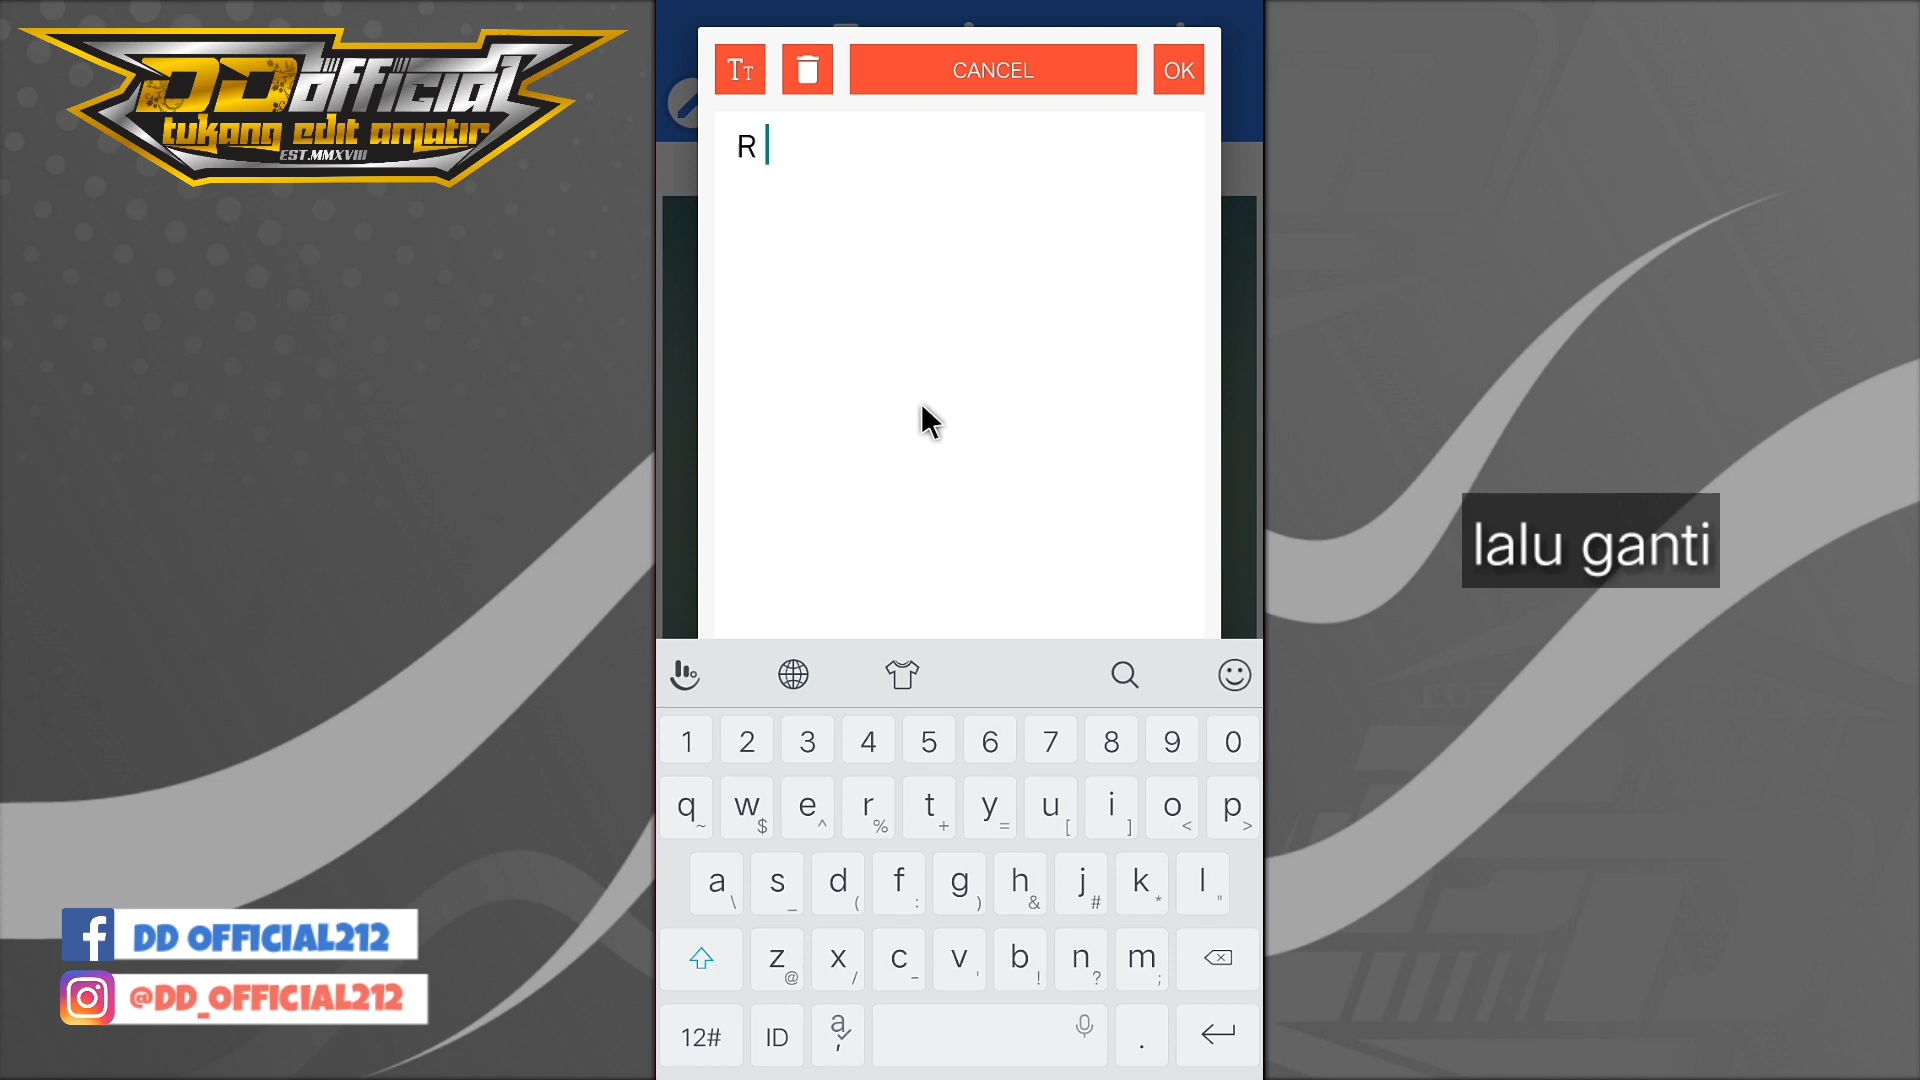 DD OFFICIAL
tukang edit amatir
EST.MMXVIII
Tт
CANCEL
OK
R
lalu ganti
1 2 3 4 5 6 7 8 9 0
q w e r t y u i o p
~ $ ^ % + = [ ] < >
a s d f g h j k l
\ _ ( : ) & # * "
z x c v b n m
@ / - ' ! ? ;
12# ID a , .
DD OFFICIAL212
@DD_OFFICIAL212